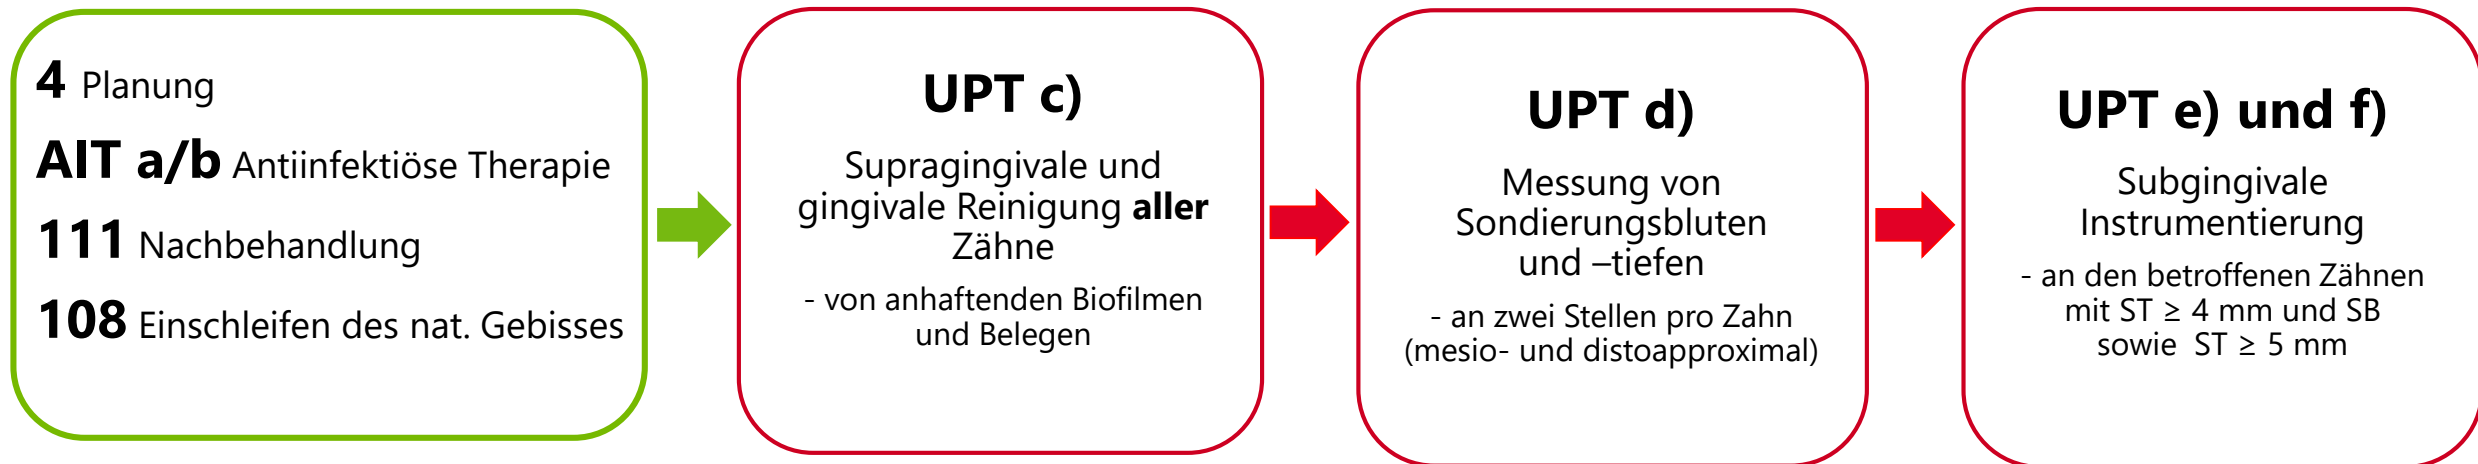 4 Planung
AIT a/b Antiinfektiöse Therapie
111 Nachbehandlung
108 Einschleifen des nat. Gebisses
UPT c)
Supragingivale und
gingivale Reinigung aller
Zähne
- von anhaftenden Biofilmen
und Belegen
UPT d)
Messung von
Sondierungsbluten
und –tiefen
- an zwei Stellen pro Zahn
(mesio- und distoapproximal)
UPT e) und f)
Subgingivale
Instrumentierung
- an den betroffenen Zähnen
mit ST ≥ 4 mm und SB
sowie ST ≥ 5 mm